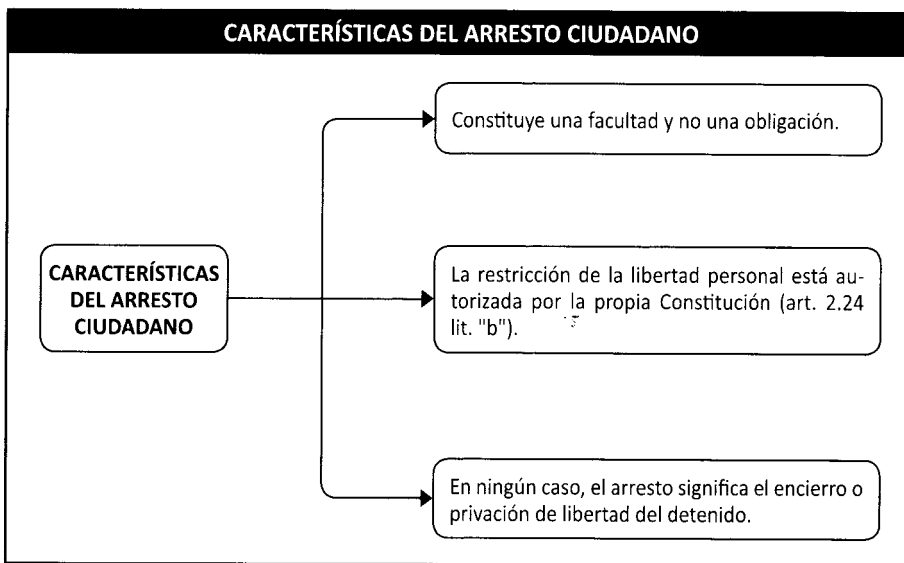 CARACTERÍSTICAS DEL ARRESTO CIUDADANO
Constituye una facultad y no una obligación.
CARACTERÍSTICAS
DEL ARRESTO
CIUDADANO
La restricción de la libertad personal está au-
torizada por la propia Constitución (art. 2.24
lit. "b").
En ningún caso, el arresto significa el encierro o
privación de libertad del detenido.